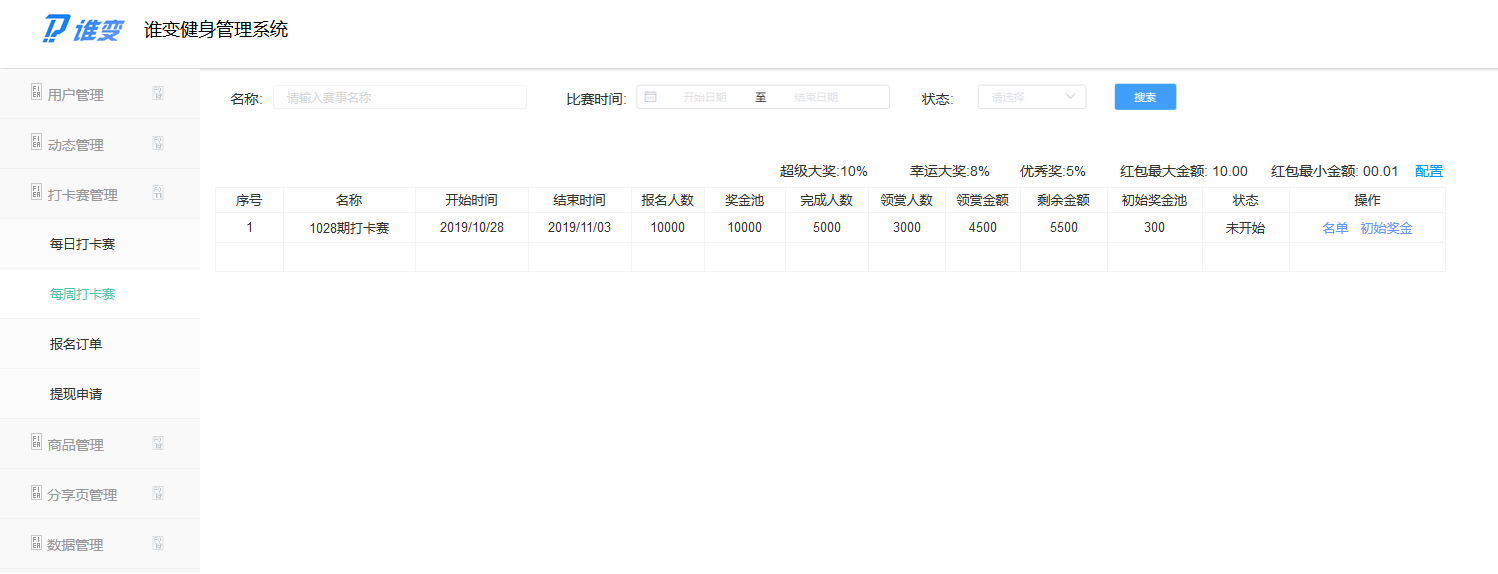 谁变 谁变健身管理系统
用户管理
动态管理
打卡赛管理
每日打卡赛
每周打卡赛
报名订单
提现申请
商品管理
分享页管理
数据管理
名称: 请输入赛事名称 比赛时间: 开始日期 至 结束日期 状态: 请选择 搜索
超级大奖:10% 幸运大奖:8% 优秀奖:5% 红包最大金额: 10.00 红包最小金额: 00.01 配置
序号 名称 开始时间 结束时间 报名人数 奖金池 完成人数 领赏人数 领赏金额 剩余金额 初始奖金池 状态 操作
1 1028期打卡赛 2019/10/28 2019/11/03 10000 10000 5000 3000 4500 5500 300 未开始 名单 初始奖金